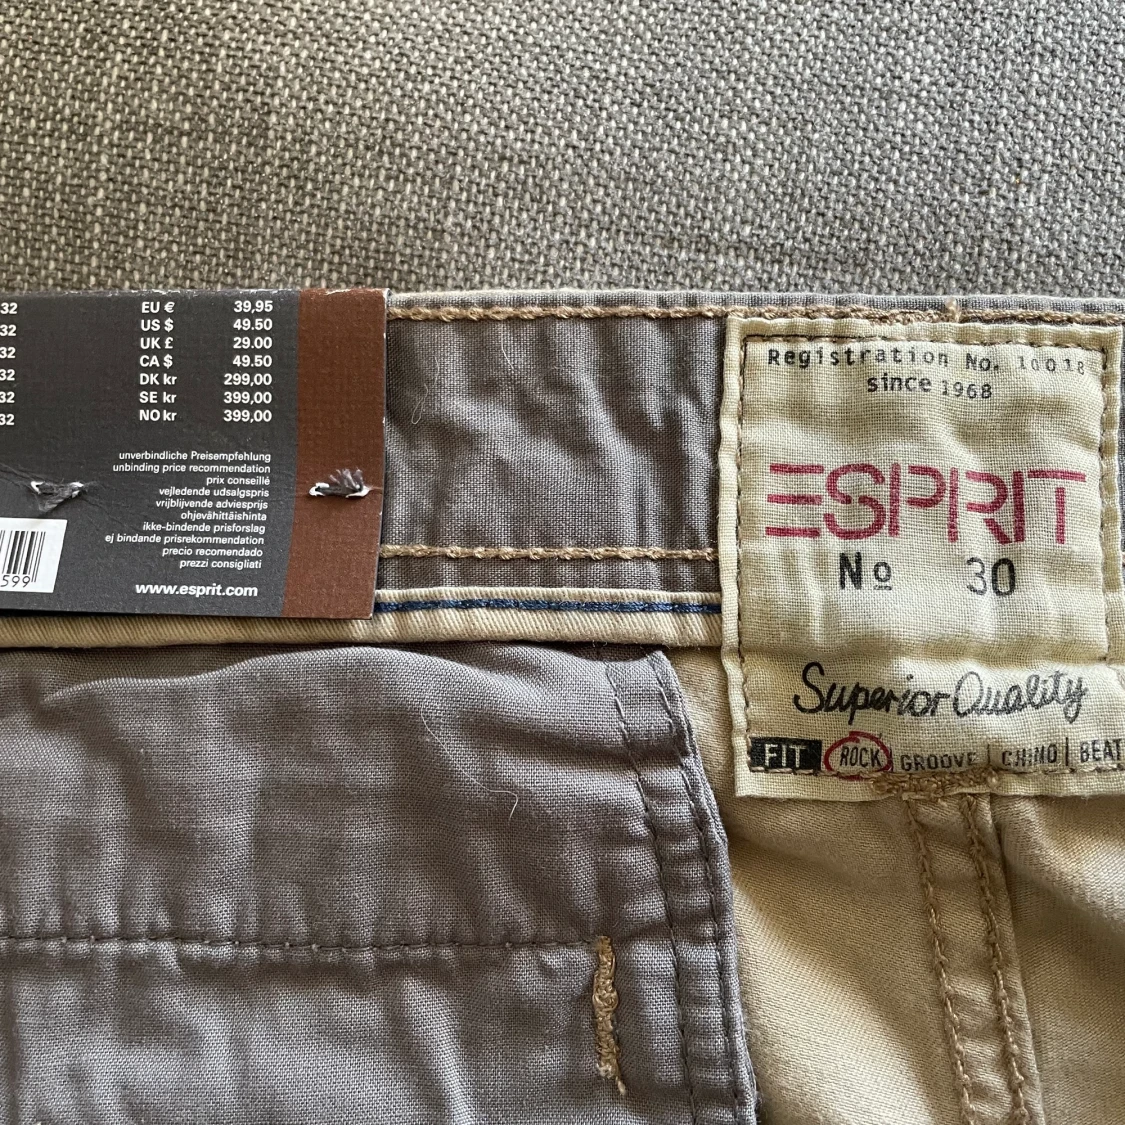 32
32
32
32
32
32
EU € 39,95
US $ 49.50
UK £ 29.00
CA $ 49.50
DK kr 299,00
SE kr 399,00
NO kr 399,00
unverbindliche Preisempfehlung
unbinding price recommendation
prix conseillé
vejledende udsalgspris
vrijblijvende adviesprijs
ohjevähittäishinta
ikke-bindende prisforslag
ej bindande prisrekommendation
precio recomendado
prezzi consigliati
www.esprit.com
599
Registration No. 10018
since 1968
ESPRIT
No 30
Superior Quality
FIT ROCK GROOVE | CHINO | BEAT